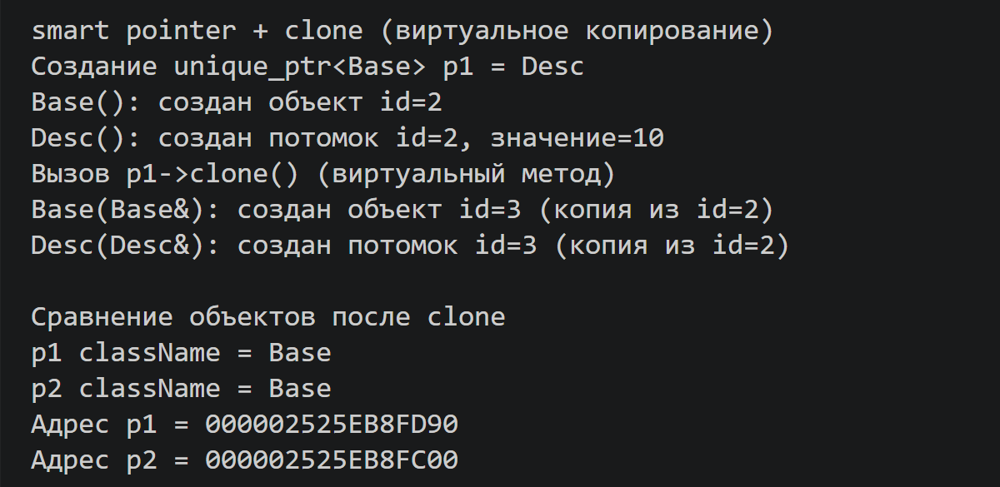 smart pointer + clone (виртуальное копирование)
Создание unique_ptr<Base> p1 = Desc
Base(): создан объект id=2
Desc(): создан потомок id=2, значение=10
Вызов p1->clone() (виртуальный метод)
Base(Base&): создан объект id=3 (копия из id=2)
Desc(Desc&): создан потомок id=3 (копия из id=2)
Сравнение объектов после clone
p1 className = Base
p2 className = Base
Адрес p1 = 000002525EB8FD90
Адрес p2 = 000002525EB8FC00